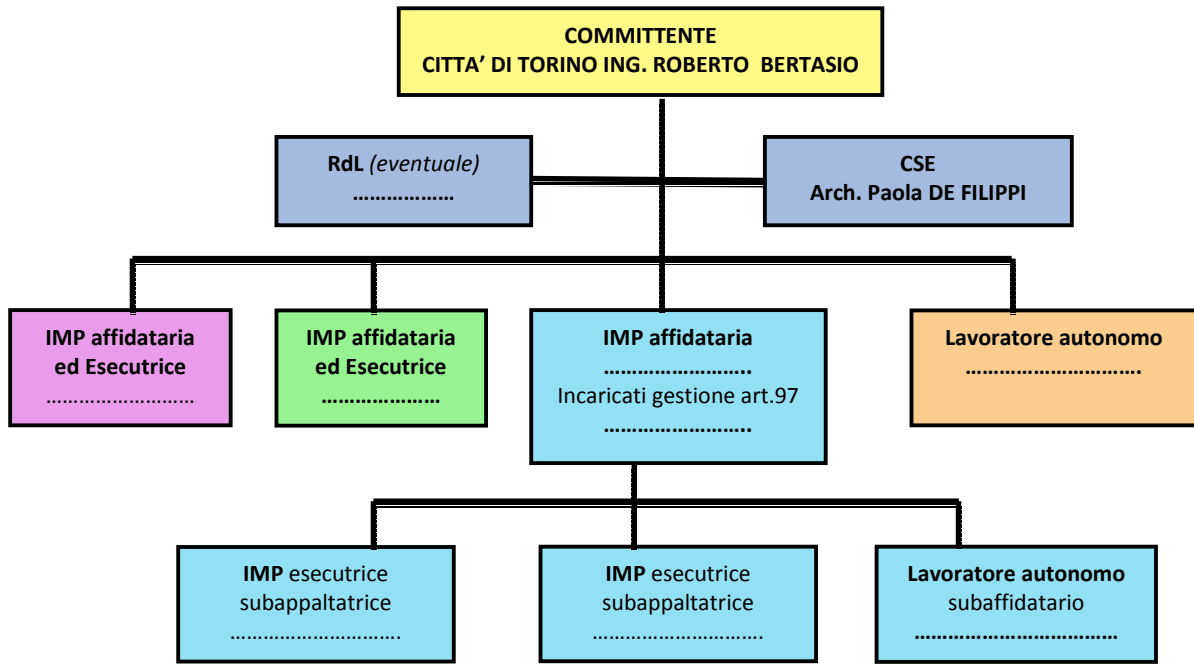 COMMITTENTE
CITTA’ DI TORINO ING. ROBERTO BERTASIO
RdL (eventuale)
………………
CSE
Arch. Paola DE FILIPPI
IMP affidataria
ed Esecutrice
……………………
IMP affidataria
ed Esecutrice
…………………
IMP affidataria
……………………..
Incaricati gestione art.97
……………………..
Lavoratore autonomo
……………………….
IMP esecutrice
subappaltatrice
……………………….
IMP esecutrice
subappaltatrice
……………………….
Lavoratore autonomo
subaffidatario
……………………………